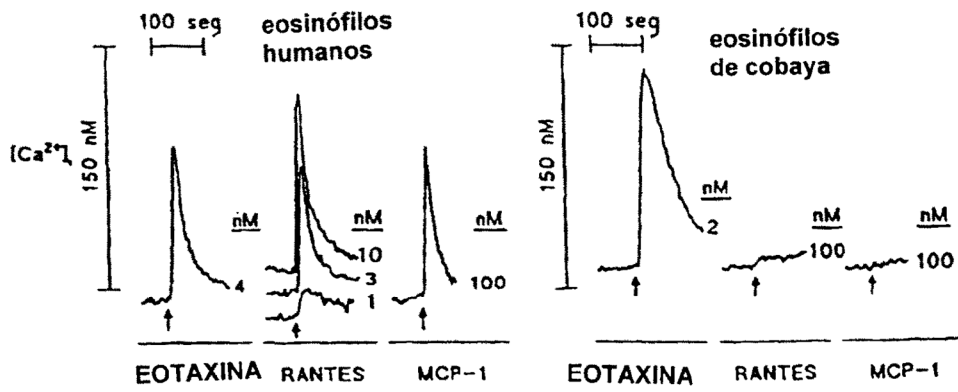 100 seg
eosinófilos
humanos
[Ca²⁺]i
150 nM
nM
4
nM
10
3
1
nM
100
EOTAXINA
RANTES
MCP-1
100 seg
eosinófilos
de cobaya
150 nM
nM
2
nM
100
nM
100
EOTAXINA
RANTES
MCP-1